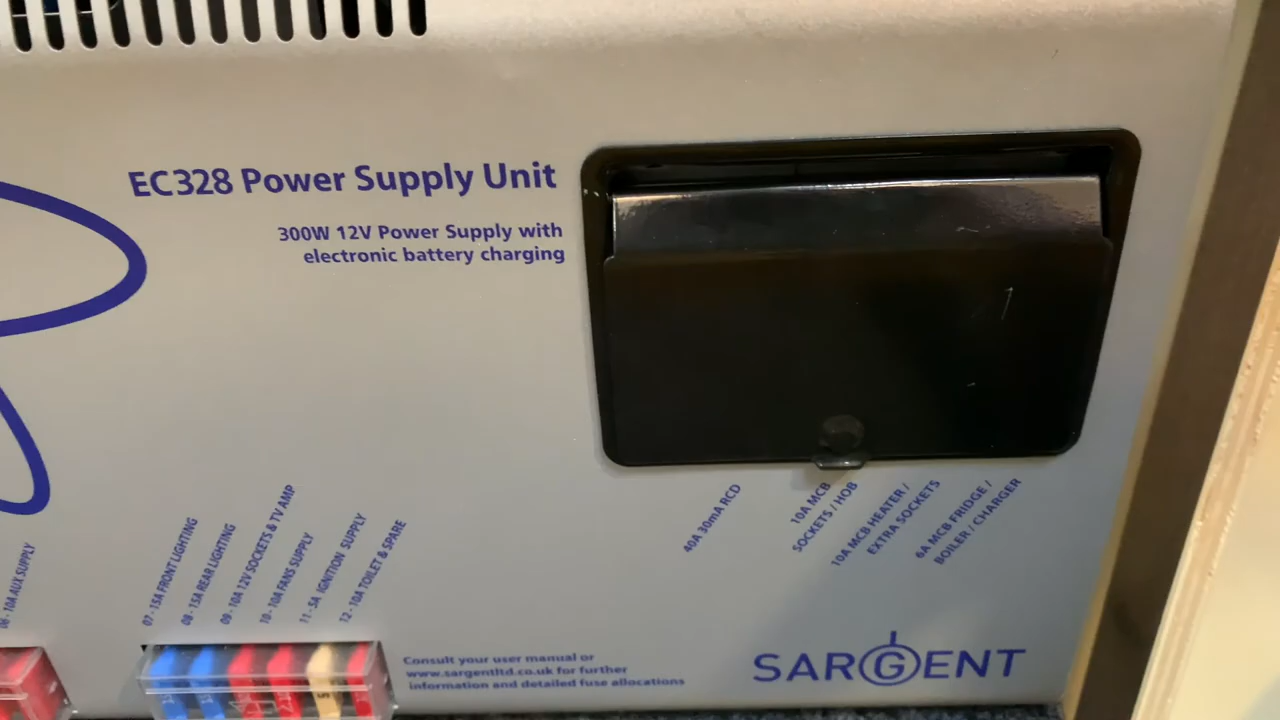 EC328 Power Supply Unit
300W 12V Power Supply with
electronic battery charging
40A 30mA RCD
10A MCB
SOCKETS / HOB
10A MCB HEATER /
EXTRA SOCKETS
6A MCB FRIDGE /
BOILER / CHARGER
10A AUX SUPPLY
07 - 15A FRONT LIGHTING
08 - 15A REAR LIGHTING
09 - 10A 12V SOCKETS & TV AMP
10 - 10A FANS SUPPLY
11 - 5A IGNITION SUPPLY
12 - 10A TOILET & SPARE
Consult your user manual or
www.sargentltd.co.uk for further
information and detailed fuse allocations
SARGENT